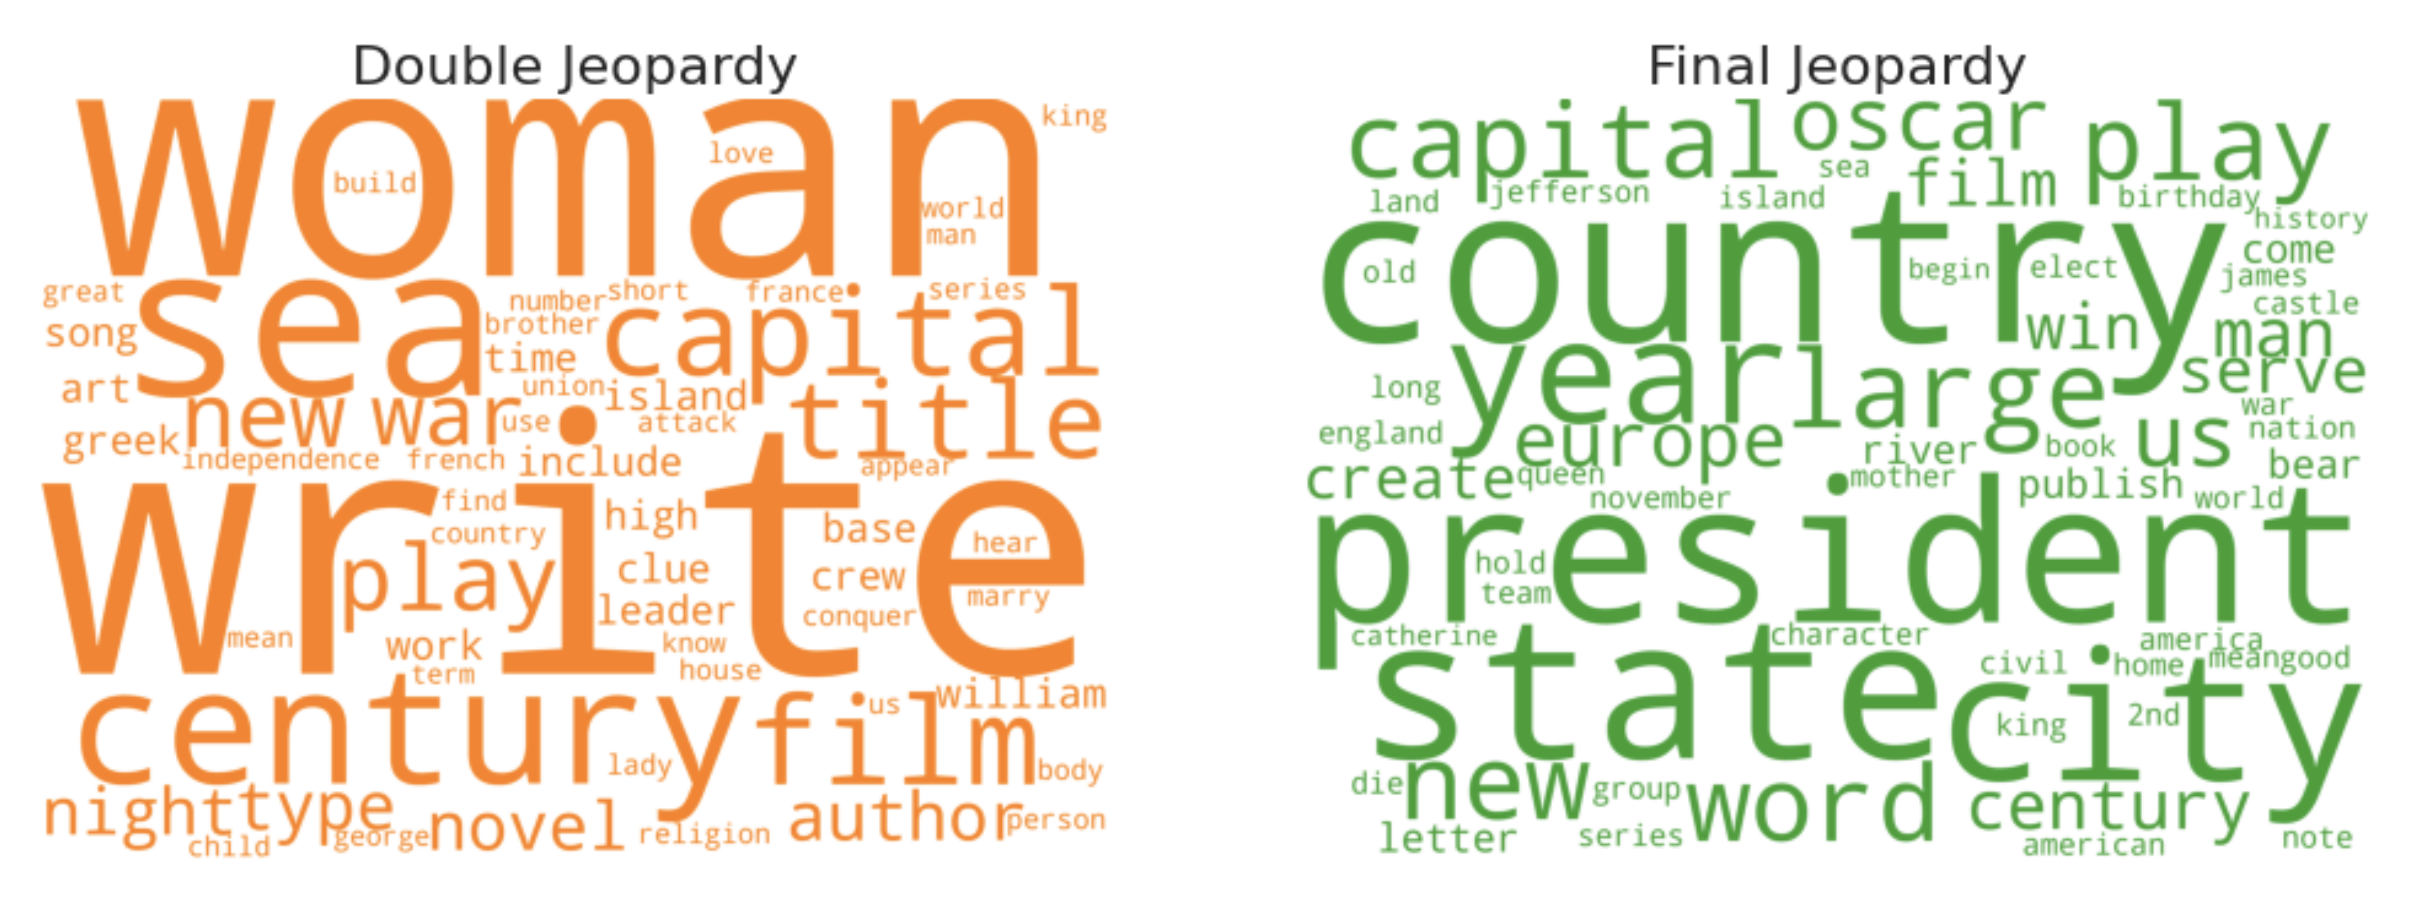 Double Jeopardy
woman
king
love
build
world
man
great
sea
number
short
france
series
song
brother
capital
time
art
union
island
title
new
war
use
attack
greek
independence
french
include
appear
write
find
high
base
country
hear
play
clue
crew
marry
leader
conquer
mean
work
know
term
house
century
film
us
william
lady
body
night
type
novel
author
person
child
george
religion
Final Jeopardy
capital
oscar
play
sea
film
land
jefferson
island
birthday
history
country
come
old
begin
elect
james
castle
win
man
year
large
serve
long
war
england
europe
river
book
us
nation
create
queen
mother
bear
november
publish
world
president
hold
team
catherine
character
america
state
civil
home
mean
good
city
king
2nd
die
new
group
word
century
letter
series
american
note